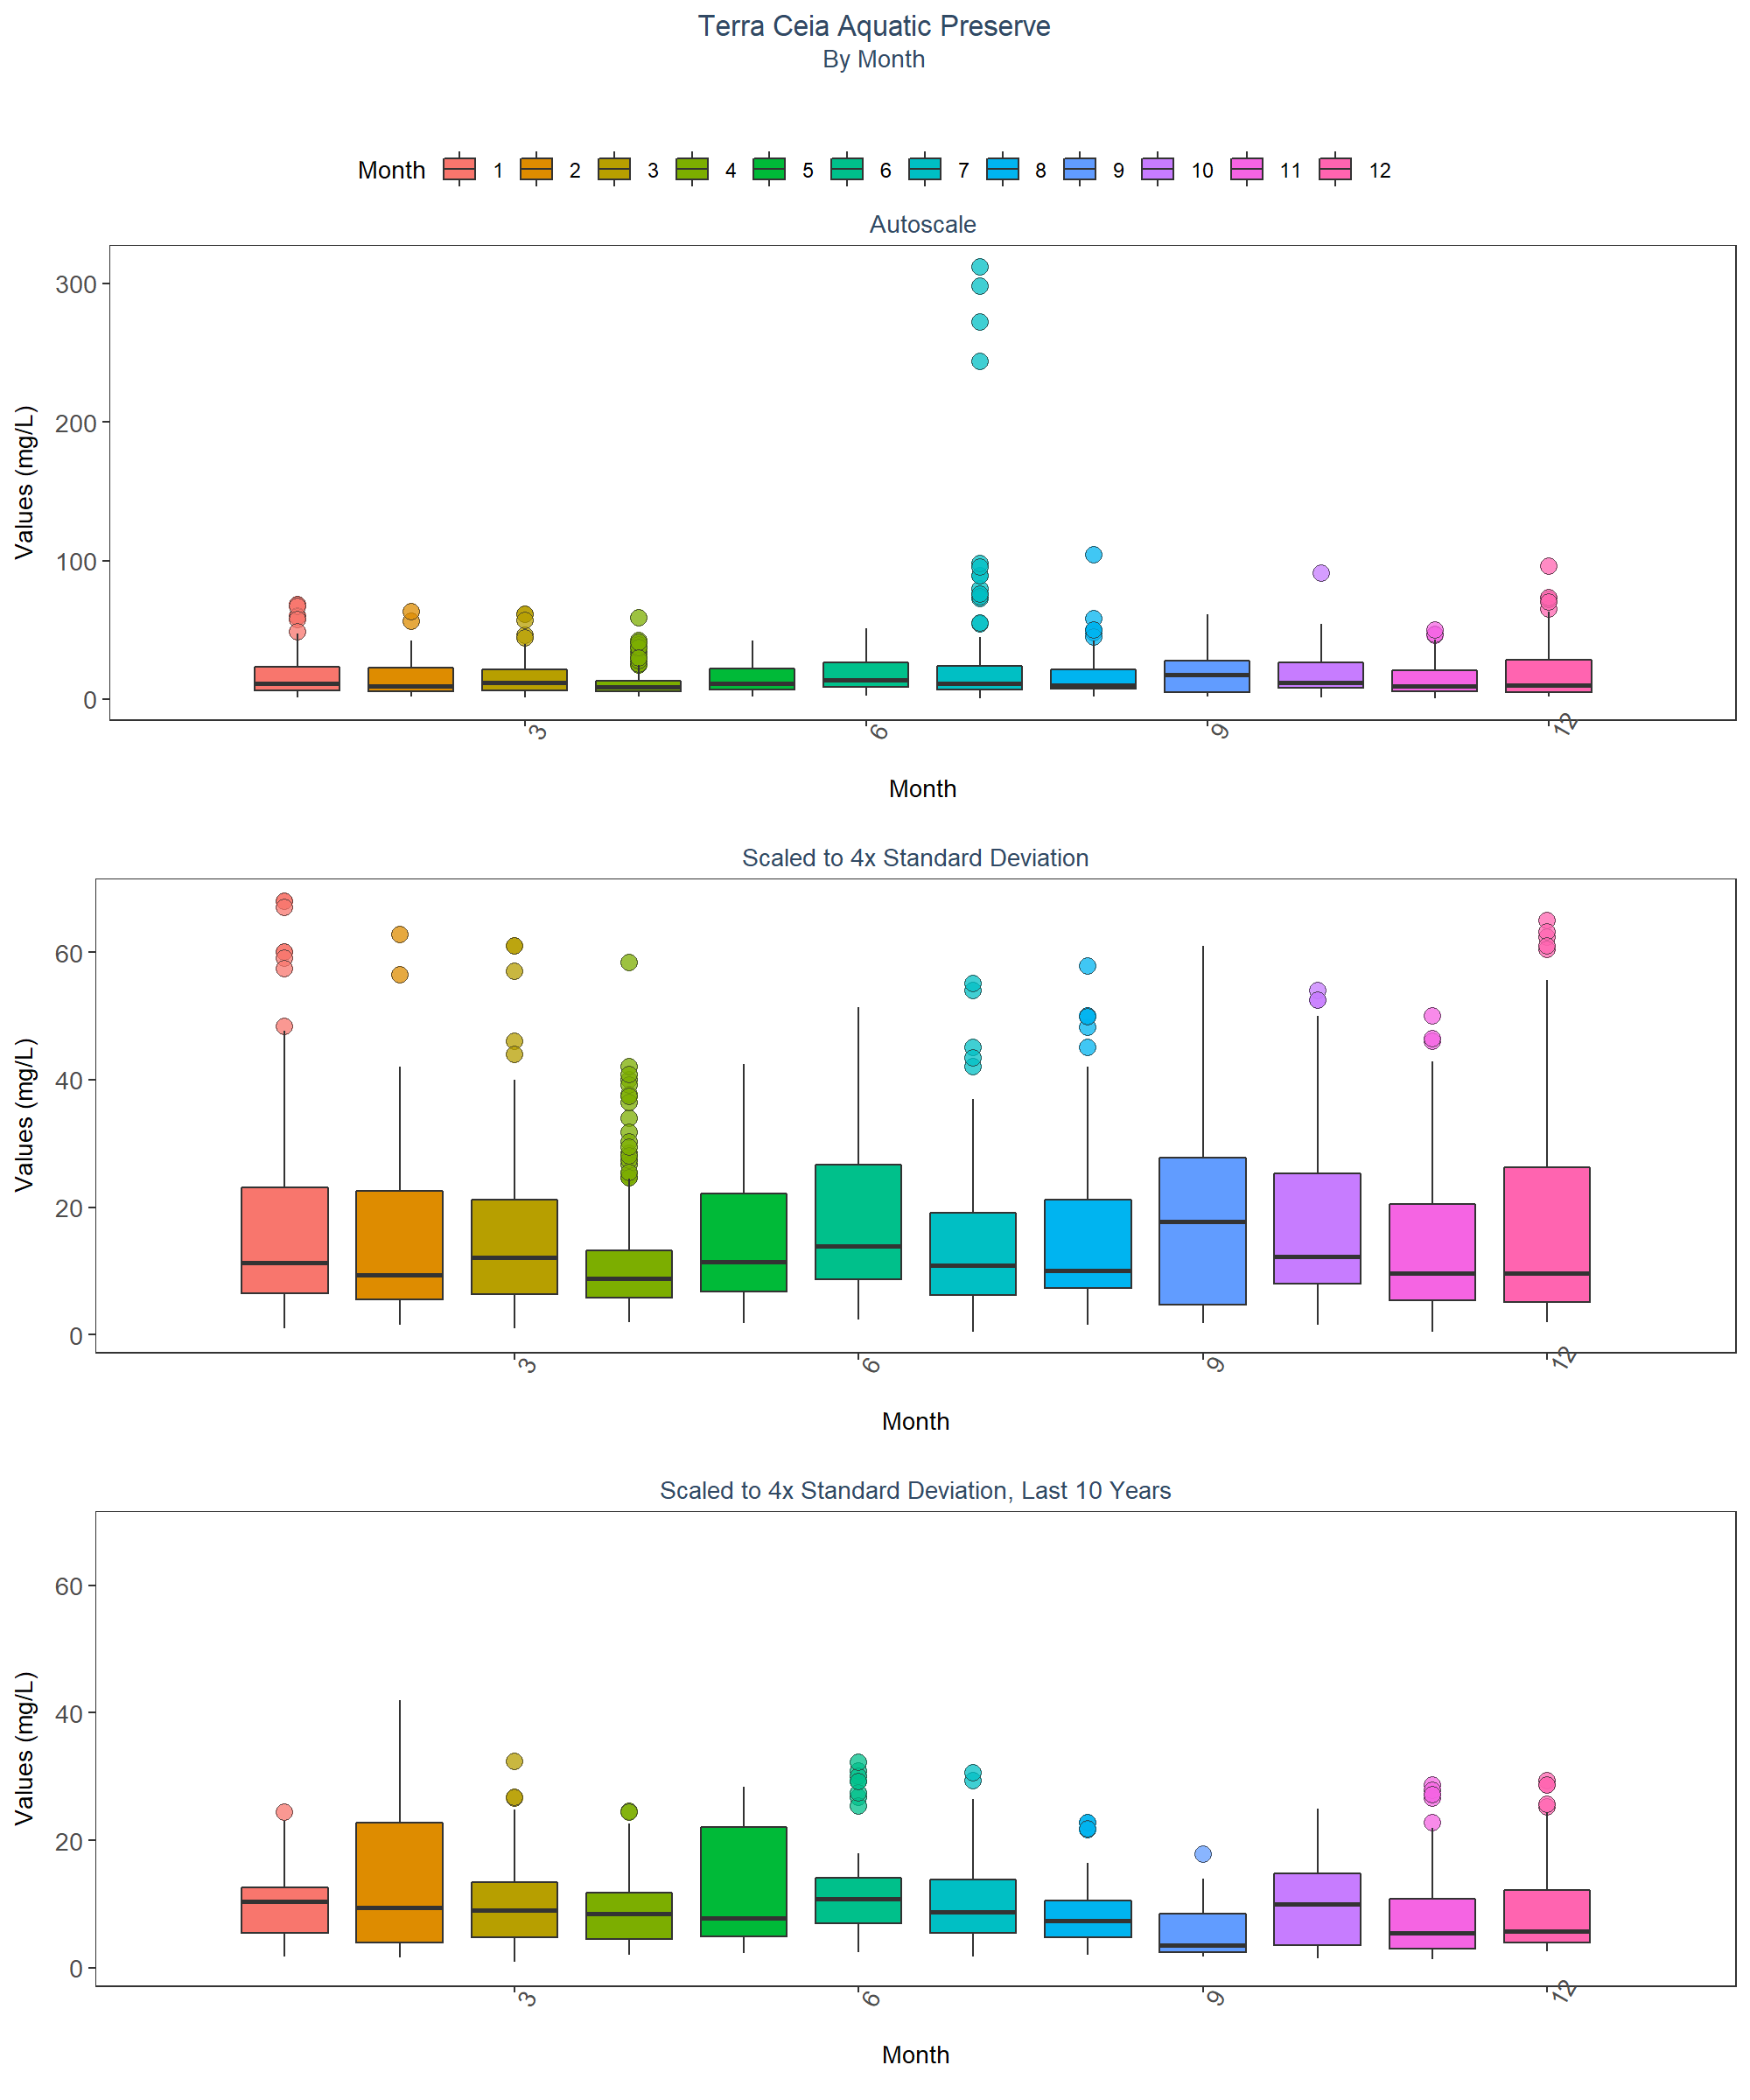 Terra Ceia Aquatic Preserve
By Month
Month 1 2 3 4 5 6 7 8 9 10 11 12
Autoscale
300
200
100
0
Values (mg/L)
3 6 9 12
Month
Scaled to 4x Standard Deviation
60
40
20
0
Values (mg/L)
3 6 9 12
Month
Scaled to 4x Standard Deviation, Last 10 Years
60
40
20
0
Values (mg/L)
3 6 9 12
Month